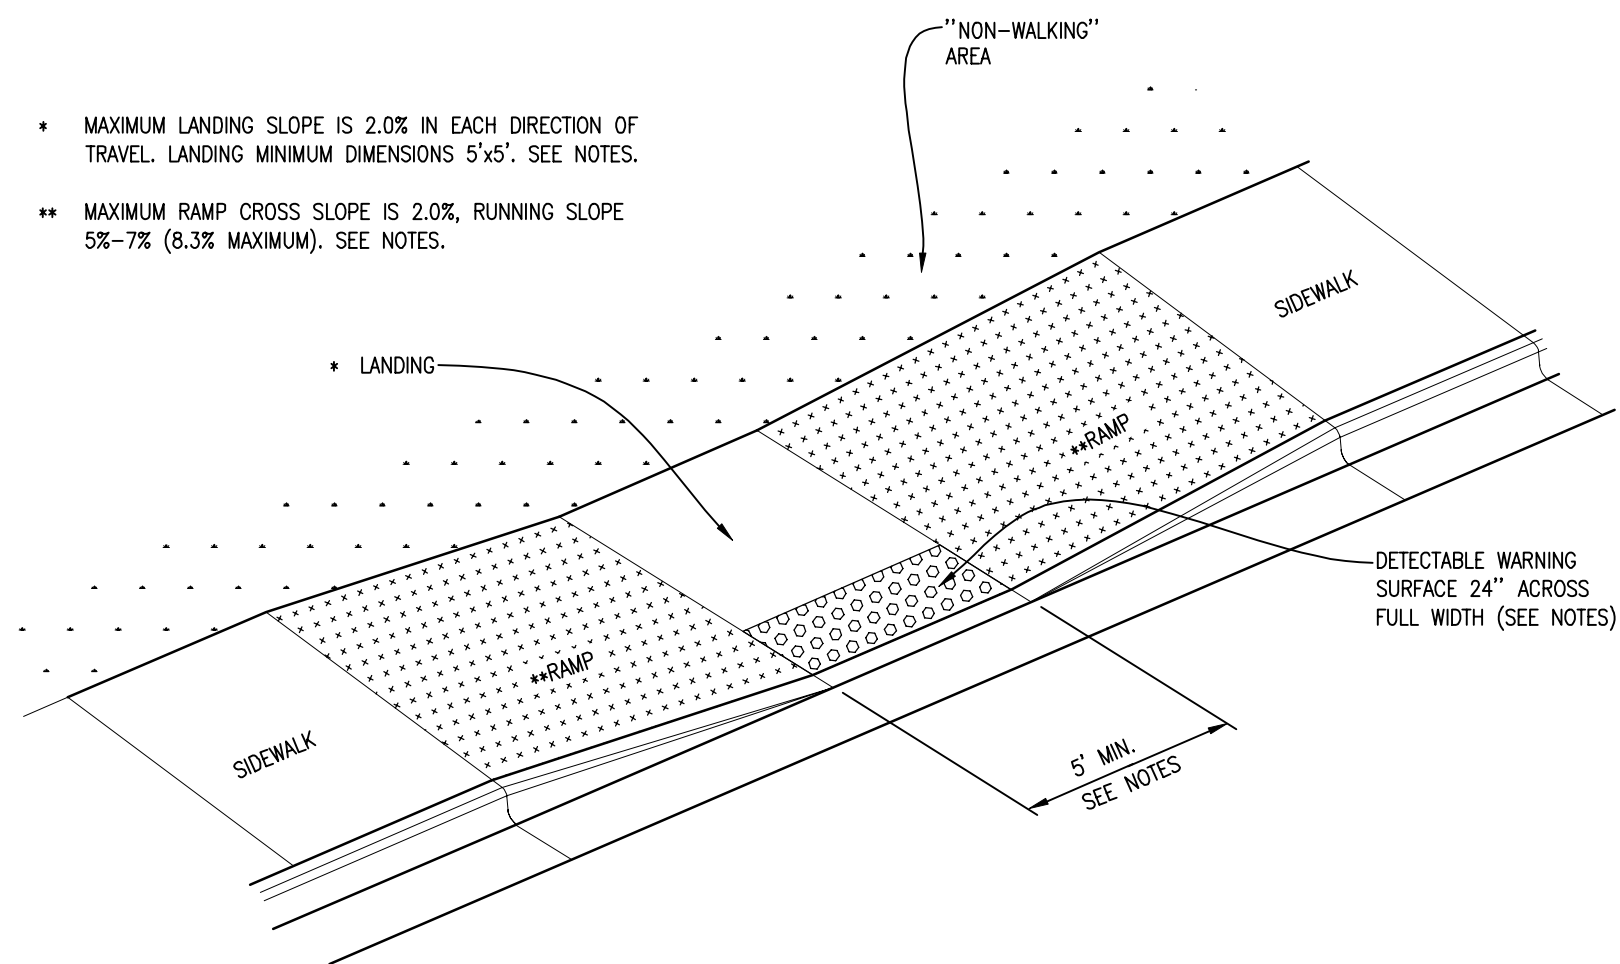 "NON-WALKING"
AREA
* MAXIMUM LANDING SLOPE IS 2.0% IN EACH DIRECTION OF
TRAVEL. LANDING MINIMUM DIMENSIONS 5'x5'. SEE NOTES.
** MAXIMUM RAMP CROSS SLOPE IS 2.0%, RUNNING SLOPE
5%-7% (8.3% MAXIMUM). SEE NOTES.
SIDEWALK
* LANDING
**RAMP
DETECTABLE WARNING
SURFACE 24" ACROSS
FULL WIDTH (SEE NOTES)
**RAMP
SIDEWALK
5' MIN.
SEE NOTES